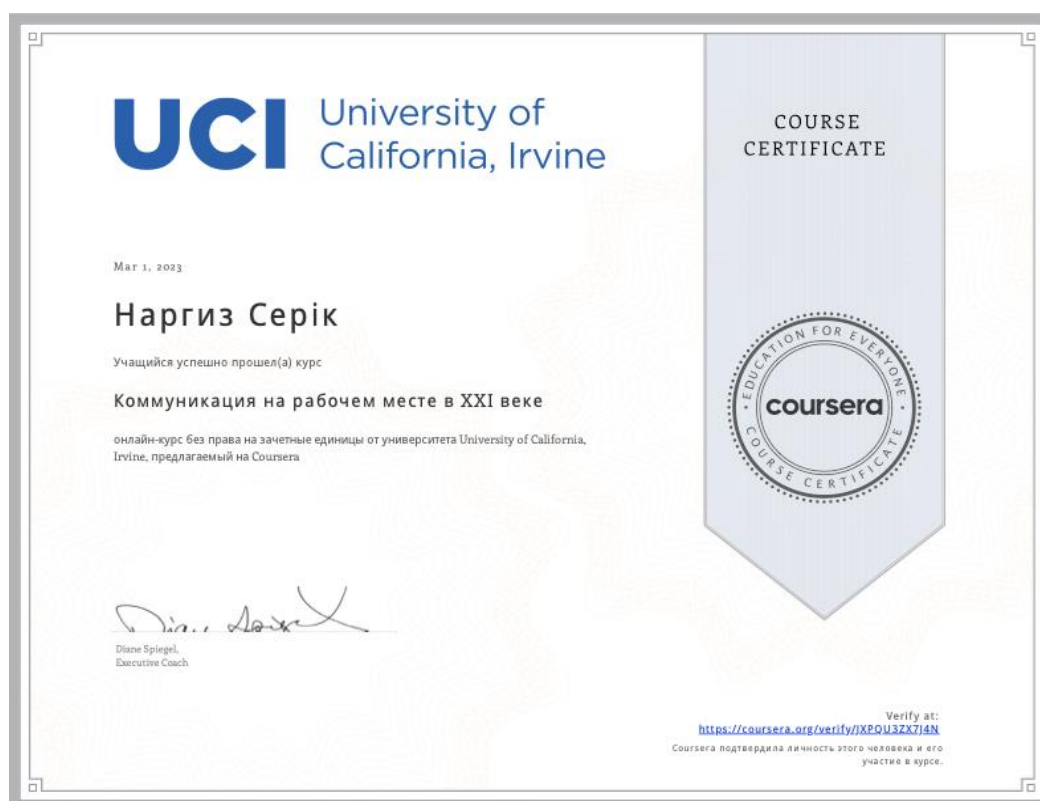 UCI University of
California, Irvine
COURSE
CERTIFICATE
Mar 1, 2023
Наргиз Серік
Учащийся успешно прошел(а) курс
Коммуникация на рабочем месте в XXI веке
онлайн-курс без права на зачетные единицы от университета University of California,
Irvine, предлагаемый на Coursera
EDUCATION FOR EVERYONE
coursera
COURSE CERTIFICATE
Diane Spiegel,
Executive Coach
Verify at:
https://coursera.org/verify/JXPQU3ZX7J4N
Coursera подтвердила личность этого человека и его
участие в курсе.